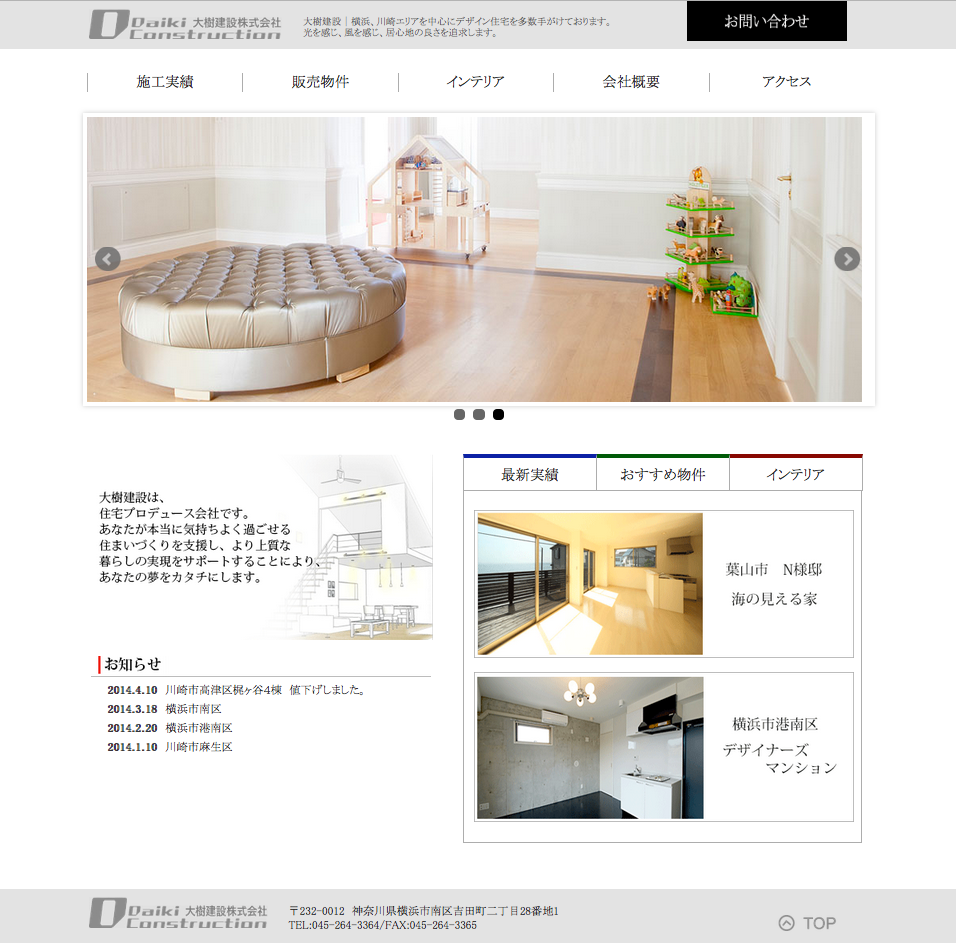 Daiki 大樹建設株式会社
Construction
大樹建設｜横浜、川崎エリアを中心にデザイン住宅を多数手がけております。
光を感じ、風を感じ、居心地の良さを追求します。
お問い合わせ
施工実績
販売物件
インテリア
会社概要
アクセス
大樹建設は、
住宅プロデュース会社です。
あなたが本当に気持ちよく過ごせる
住まいづくりを支援し、より上質な
暮らしの実現をサポートすることにより、
あなたの夢をカタチにします。
お知らせ
2014.4.10 川崎市高津区梶ヶ谷4棟 値下げしました。
2014.3.18 横浜市南区
2014.2.20 横浜市港南区
2014.1.10 川崎市麻生区
最新実績
おすすめ物件
インテリア
葉山市　N様邸
海の見える家
横浜市港南区
デザイナーズ
マンション
Daiki 大樹建設株式会社
Construction
〒232-0012 神奈川県横浜市南区吉田町二丁目28番地1
TEL:045-264-3364/FAX:045-264-3365
TOP